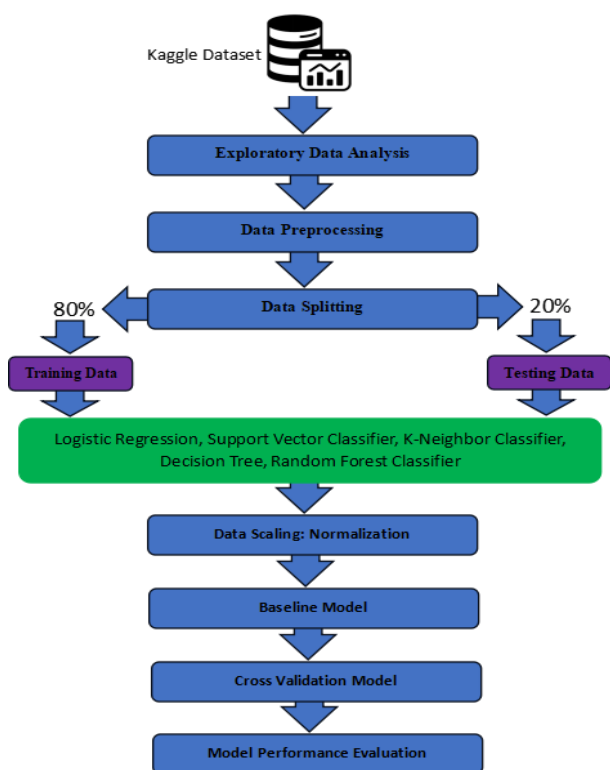 Kaggle Dataset
Exploratory Data Analysis
Data Preprocessing
Data Splitting
80%
20%
Training Data
Testing Data
Logistic Regression, Support Vector Classifier, K-Neighbor Classifier,
Decision Tree, Random Forest Classifier
Data Scaling: Normalization
Baseline Model
Cross Validation Model
Model Performance Evaluation